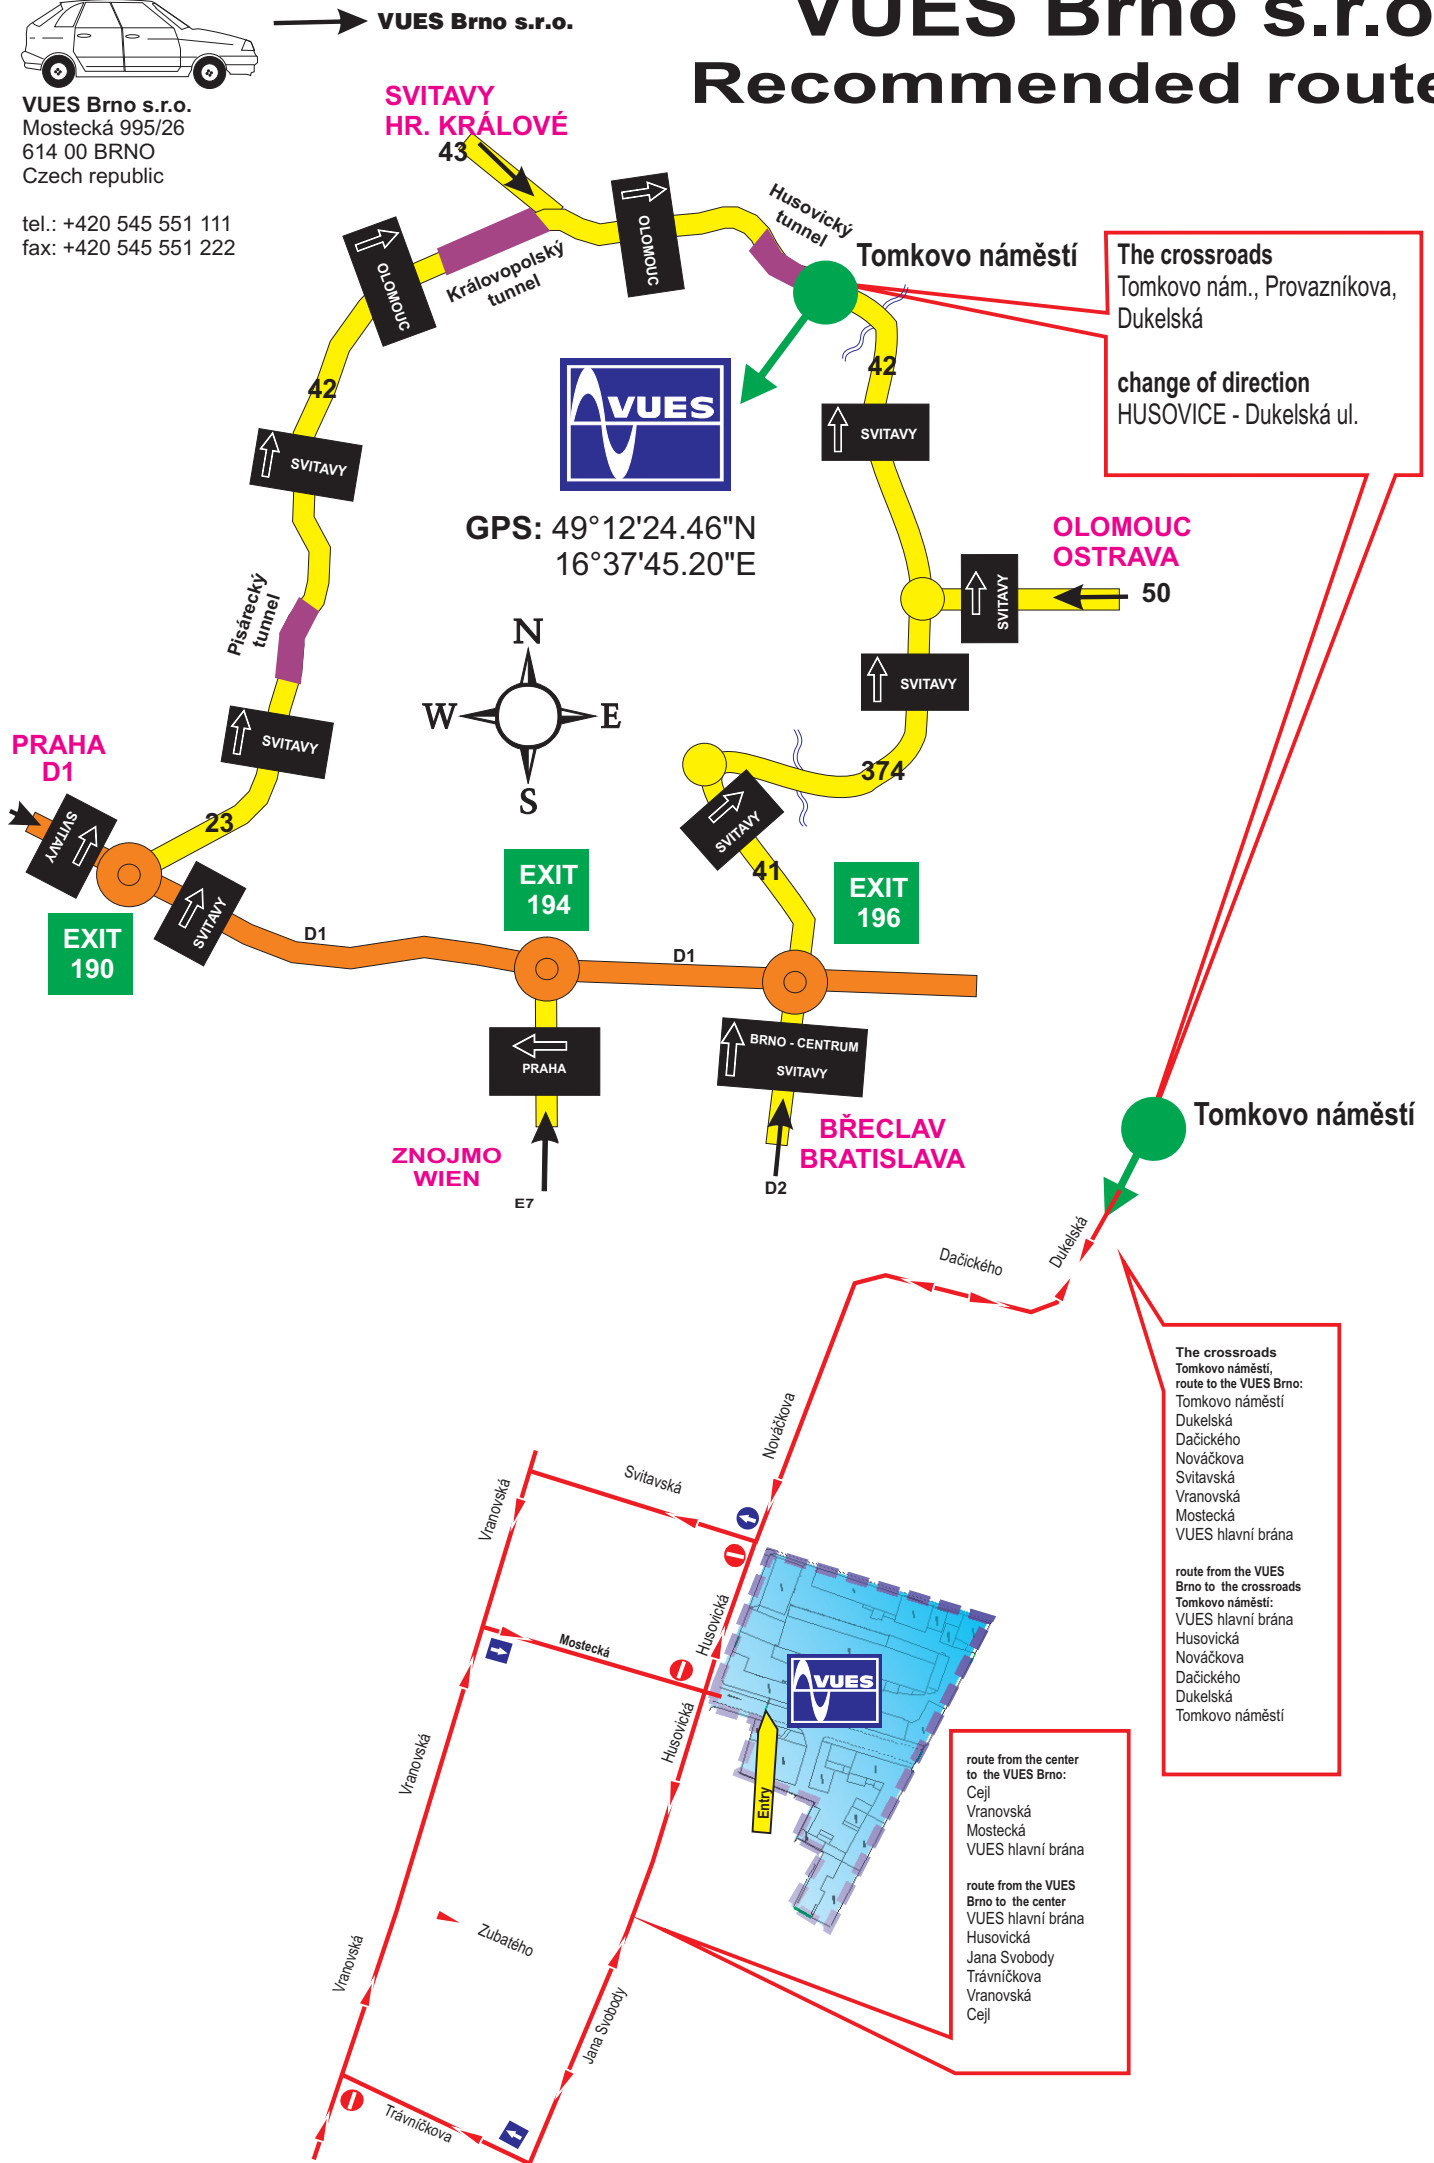 VUES Brno s.r.o.
VUES Brno s.r.o
Recommended route
VUES Brno s.r.o.
Mostecká 995/26
614 00 BRNO
Czech republic
tel.: +420 545 551 111
fax: +420 545 551 222
SVITAVY
HR. KRÁLOVÉ
43
OLOMOUC
Královopolský
tunnel
OLOMOUC
Husovický
tunnel
Tomkovo náměstí
The crossroads
Tomkovo nám., Provazníkova,
Dukelská
change of direction
HUSOVICE - Dukelská ul.
42
42
VUES
SVITAVY
SVITAVY
GPS: 49°12'24.46"N
16°37'45.20"E
OLOMOUC
OSTRAVA
50
SVITAVY
Pisárecký
tunnel
N
W
E
S
SVITAVY
SVITAVY
PRAHA
D1
SVITAVY
23
374
SVITAVY
41
EXIT
194
EXIT
196
SVITAVY
EXIT
190
D1
D1
PRAHA
BRNO - CENTRUM
SVITAVY
ZNOJMO
WIEN
E7
BŘECLAV
BRATISLAVA
D2
Tomkovo náměstí
Dukelská
Dačického
The crossroads
Tomkovo náměstí,
route to the VUES Brno:
Tomkovo náměstí
Dukelská
Dačického
Nováčkova
Svitavská
Vranovská
Mostecká
VUES hlavní brána
route from the VUES
Brno to the crossroads
Tomkovo náměstí:
VUES hlavní brána
Husovická
Nováčkova
Dačického
Dukelská
Tomkovo náměstí
Nováčkova
Svitavská
Vranovská
Husovická
Mostecká
VUES
Husovická
Vranovská
Entry
route from the center
to the VUES Brno:
Cejl
Vranovská
Mostecká
VUES hlavní brána
route from the VUES
Brno to the center
VUES hlavní brána
Husovická
Jana Svobody
Trávníčkova
Vranovská
Cejl
Zubatého
Vranovská
Jana Svobody
Trávníčkova